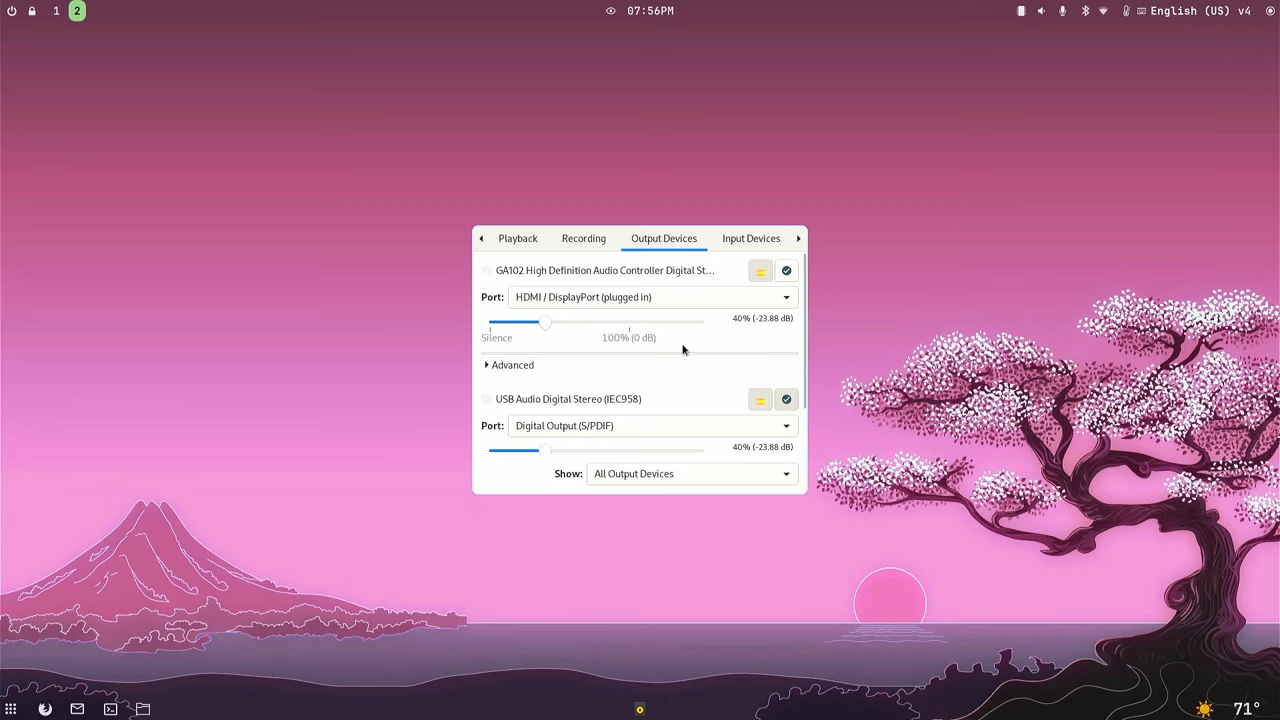 1 2 07:56PM English (US) v4
Playback Recording Output Devices Input Devices
GA102 High Definition Audio Controller Digital St...
Port: HDMI / DisplayPort (plugged in)
40% (-23.88 dB)
Silence 100% (0 dB)
Advanced
USB Audio Digital Stereo (IEC958)
Port: Digital Output (S/PDIF)
40% (-23.88 dB)
Show: All Output Devices
71°